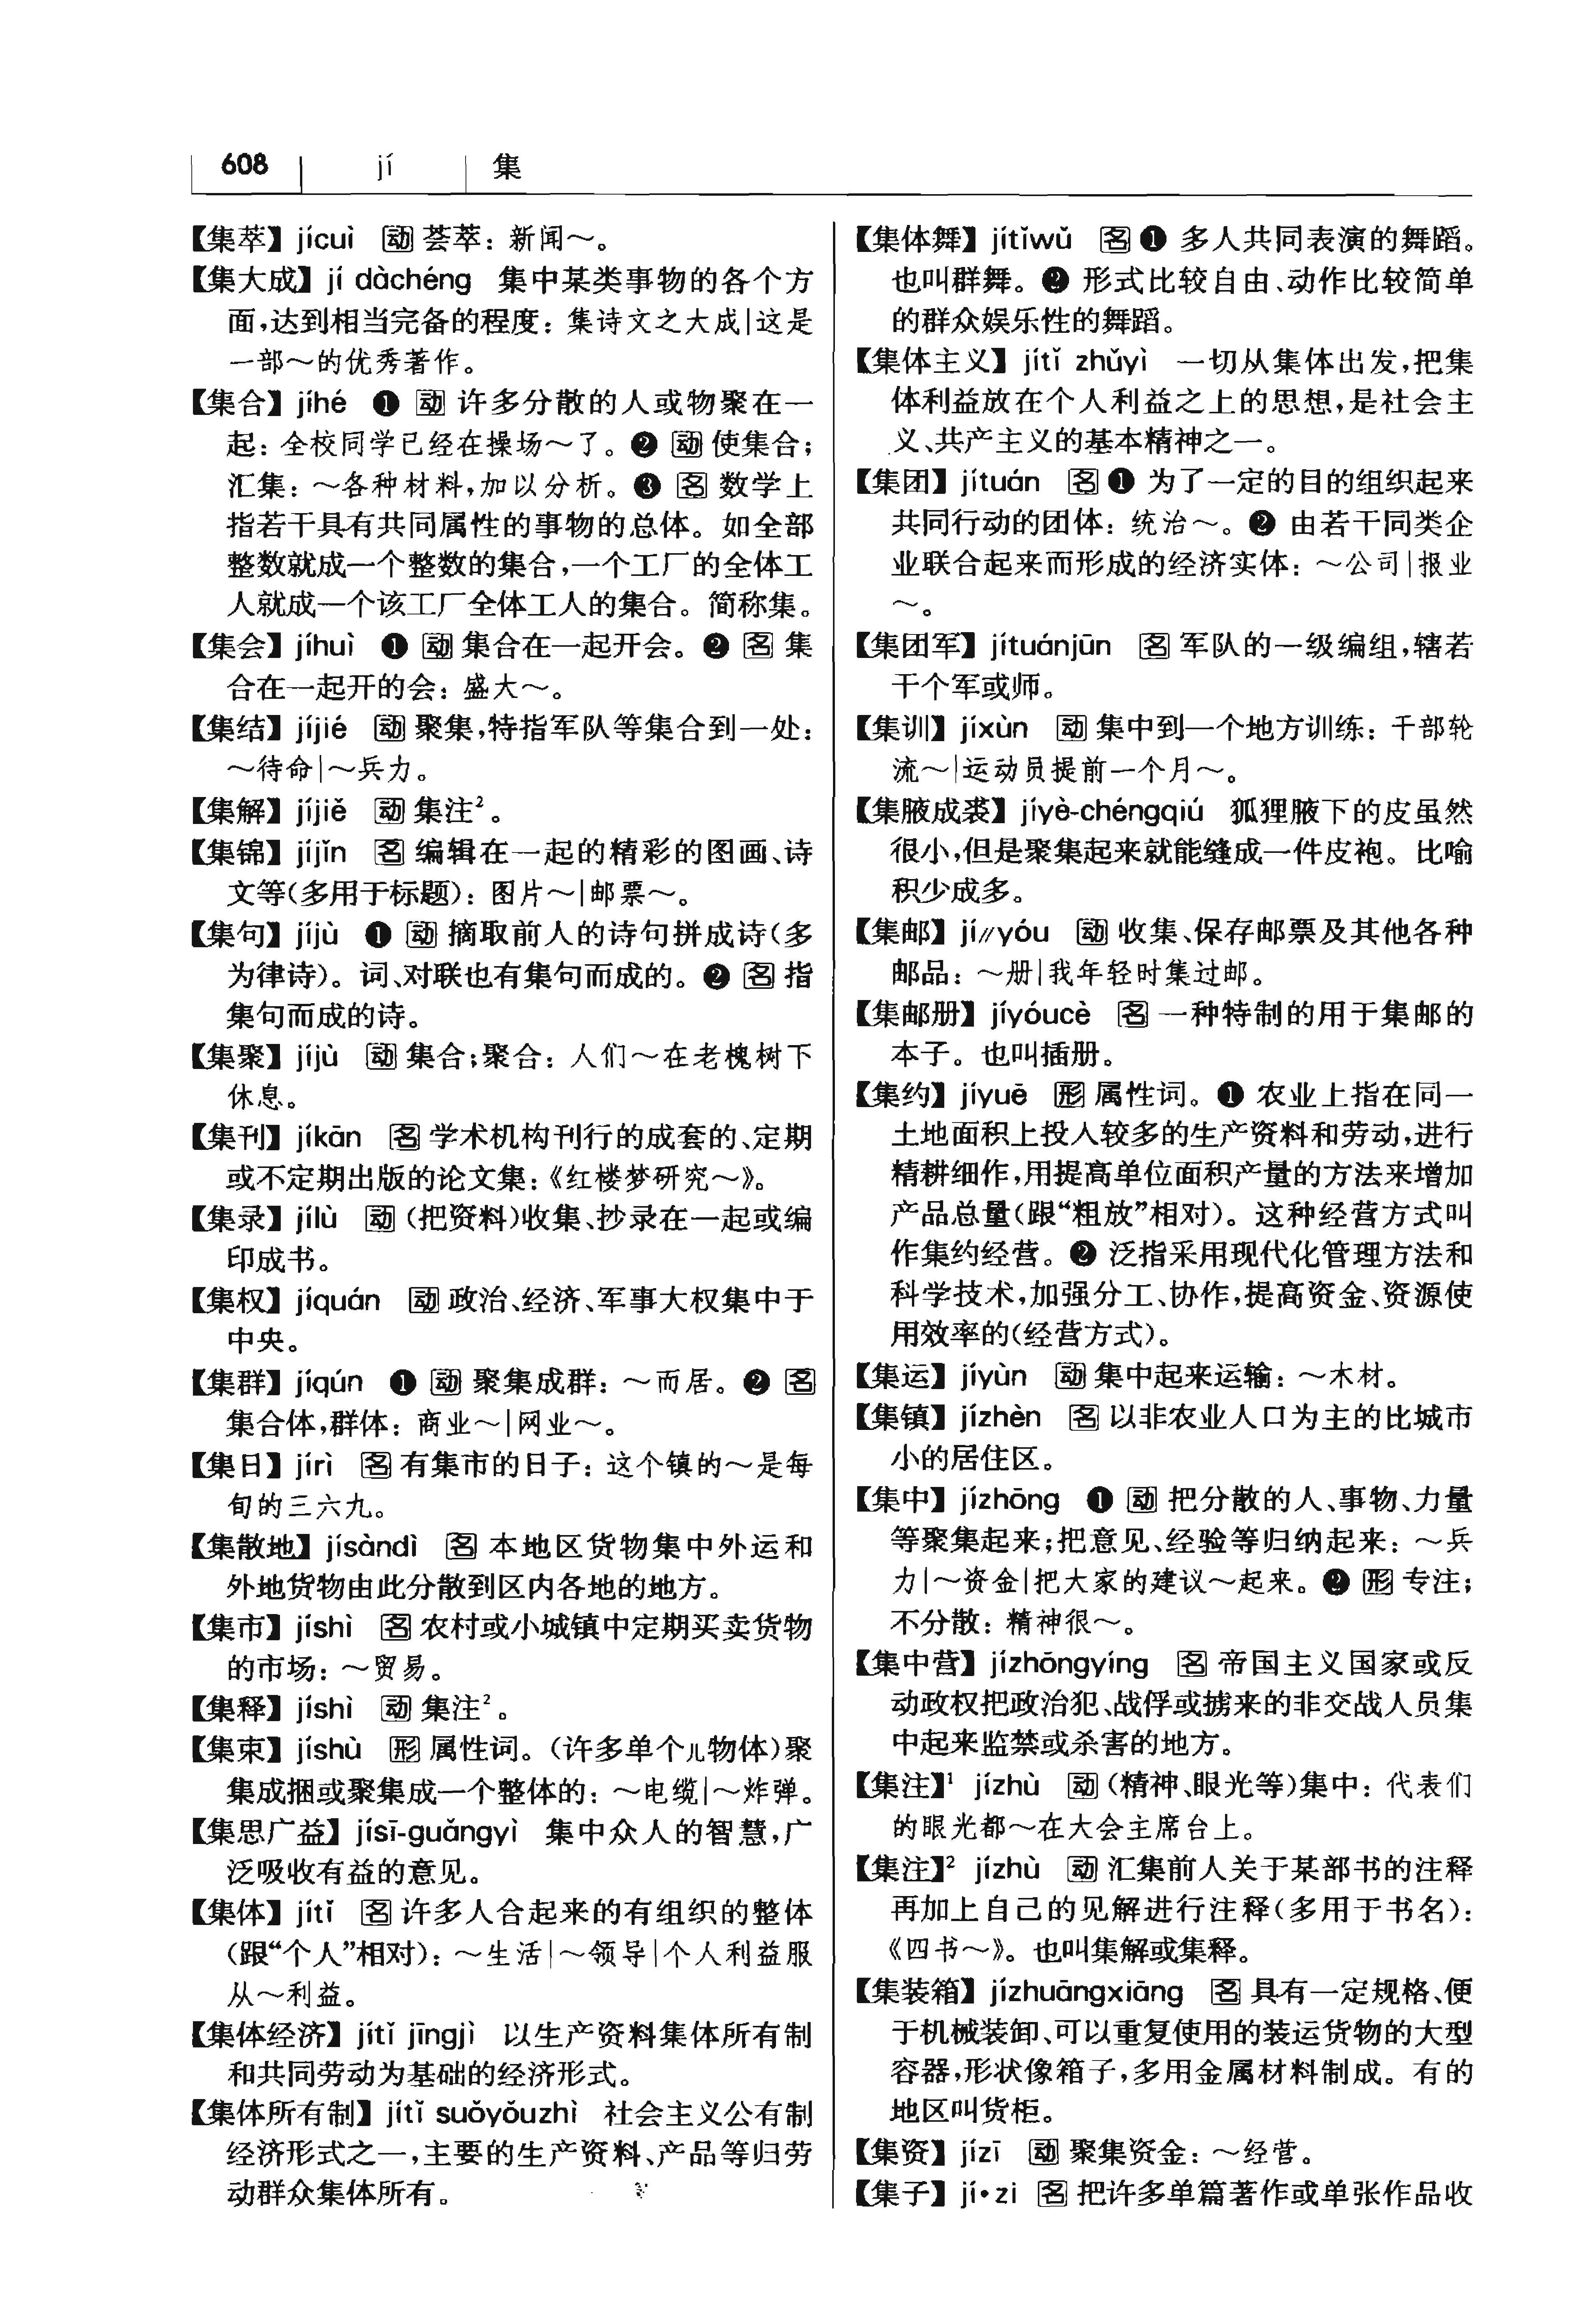 608 jí 集
【集萃】 jícuì 动 荟萃：新闻～。
【集大成】 jí dàchéng 集中某类事物的各个方
面，达到相当完备的程度：集诗文之大成|这是
一部～的优秀著作。
【集合】 jíhé ❶ 动 许多分散的人或物聚在一
起：全校同学已经在操场～了。❷ 动 使集合；
汇集：～各种材料，加以分析。❸ 名 数学上
指若干具有共同属性的事物的总体。如全部
整数就成一个整数的集合，一个工厂的全体工
人就成一个该工厂全体工人的集合。简称集。
【集会】 jíhuì ❶ 动 集合在一起开会。❷ 名 集
合在一起开的会：盛大～。
【集结】 jíjié 动 聚集，特指军队等集合到一处：
～待命|～兵力。
【集解】 jíjiě 动 集注²。
【集锦】 jíjǐn 名 编辑在一起的精彩的图画、诗
文等（多用于标题）：图片～|邮票～。
【集句】 jíjù ❶ 动 摘取前人的诗句拼成诗（多
为律诗）。词、对联也有集句而成的。❷ 名 指
集句而成的诗。
【集聚】 jíjù 动 集合；聚合：人们～在老槐树下
休息。
【集刊】 jíkān 名 学术机构刊行的成套的、定期
或不定期出版的论文集：《红楼梦研究～》。
【集录】 jílù 动 （把资料）收集、抄录在一起或编
印成书。
【集权】 jíquán 动 政治、经济、军事大权集中于
中央。
【集群】 jíqún ❶ 动 聚集成群：～而居。❷ 名
集合体，群体：商业～|网业～。
【集日】 jírì 名 有集市的日子：这个镇的～是每
旬的三六九。
【集散地】 jísàndì 名 本地区货物集中外运和
外地货物由此分散到区内各地的地方。
【集市】 jíshì 名 农村或小城镇中定期买卖货物
的市场：～贸易。
【集释】 jíshì 动 集注²。
【集束】 jíshù 形 属性词。（许多单个儿物体）聚
集成捆或聚集成一个整体的：～电缆|～炸弹。
【集思广益】 jísī-guǎngyì 集中众人的智慧，广
泛吸收有益的意见。
【集体】 jítǐ 名 许多人合起来的有组织的整体
（跟“个人”相对）：～生活|～领导|个人利益服
从～利益。
【集体经济】 jítǐ jīngjì 以生产资料集体所有制
和共同劳动为基础的经济形式。
【集体所有制】 jítǐ suǒyǒuzhì 社会主义公有制
经济形式之一，主要的生产资料、产品等归劳
动群众集体所有。
【集体舞】 jítǐwǔ 名 ❶ 多人共同表演的舞蹈。
也叫群舞。❷ 形式比较自由、动作比较简单
的群众娱乐性的舞蹈。
【集体主义】 jítǐ zhǔyì 一切从集体出发，把集
体利益放在个人利益之上的思想，是社会主
义、共产主义的基本精神之一。
【集团】 jítuán 名 ❶ 为了一定的目的组织起来
共同行动的团体：统治～。❷ 由若干同类企
业联合起来而形成的经济实体：～公司|报业
～。
【集团军】 jítuánjūn 名 军队的一级编组，辖若
干个军或师。
【集训】 jíxùn 动 集中到一个地方训练：干部轮
流～|运动员提前一个月～。
【集腋成裘】 jíyè-chéngqiú 狐狸腋下的皮虽然
很小，但是聚集起来就能缝成一件皮袍。比喻
积少成多。
【集邮】 jí∥yóu 动 收集、保存邮票及其他各种
邮品：～册|我年轻时集过邮。
【集邮册】 jíyóucè 名 一种特制的用于集邮的
本子。也叫插册。
【集约】 jíyuē 形 属性词。❶ 农业上指在同一
土地面积上投入较多的生产资料和劳动，进行
精耕细作，用提高单位面积产量的方法来增加
产品总量（跟“粗放”相对）。这种经营方式叫
作集约经营。❷ 泛指采用现代化管理方法和
科学技术，加强分工、协作，提高资金、资源使
用效率的（经营方式）。
【集运】 jíyùn 动 集中起来运输：～木材。
【集镇】 jízhèn 名 以非农业人口为主的比城市
小的居住区。
【集中】 jízhōng ❶ 动 把分散的人、事物、力量
等聚集起来；把意见、经验等归纳起来：～兵
力|～资金|把大家的建议～起来。❷ 形 专注；
不分散：精神很～。
【集中营】 jízhōngyíng 名 帝国主义国家或反
动政权把政治犯、战俘或掳来的非交战人员集
中起来监禁或杀害的地方。
【集注】¹ jízhù 动 （精神、眼光等）集中：代表们
的眼光都～在大会主席台上。
【集注】² jízhù 动 汇集前人关于某部书的注释
再加上自己的见解进行注释（多用于书名）：
《四书～》。也叫集解或集释。
【集装箱】 jízhuāngxiāng 名 具有一定规格、便
于机械装卸、可以重复使用的装运货物的大型
容器，形状像箱子，多用金属材料制成。有的
地区叫货柜。
【集资】 jízī 动 聚集资金：～经营。
【集子】 jí•zi 名 把许多单篇著作或单张作品收